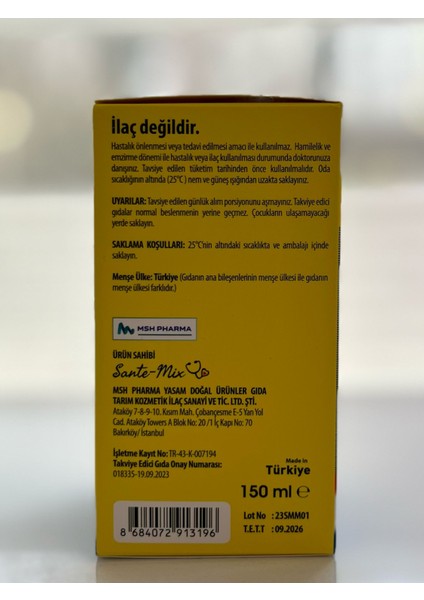 İlaç değildir.
Hastalık önlenmesi veya tedavi edilmesi amacı ile kullanılmaz. Hamilelik ve
emzirme dönemi ile hastalık veya ilaç kullanılması durumunda doktorunuza
danışınız. Tavsiye edilen tüketim tarihinden önce kullanılmalıdır. Oda
sıcaklığının altında (25°C) nem ve güneş ışığından uzakta saklayınız.
UYARILAR: Tavsiye edilen günlük alım porsiyonunu aşmayınız. Takviye edici
gıdalar normal beslenmenin yerine geçmez. Çocukların ulaşamayacağı
yerde saklayın.
SAKLAMA KOŞULLARI: 25°C'nin altındaki sıcaklıkta ve ambalajı içinde
saklayın.
Menşe Ülke: Türkiye (Gıdanın ana bileşenlerinin menşe ülkesi ile gıdanın
menşe ülkesi farklıdır.)
MSH PHARMA
ÜRÜN SAHİBİ
Sante-Mix
MSH PHARMA YASAM DOĞAL ÜRÜNLER GIDA
TARIM KOZMETİK İLAÇ SANAYİ VE TİC. LTD. ŞTİ.
Ataköy 7-8-9-10. Kısım Mah. Çobançesme E-5 Yan Yol
Cad. Ataköy Towers A Blok No: 20 /1 İç Kapı No: 70
Bakırköy/ İstanbul
İşletme Kayıt No: TR-43-K-007194
Takviye Edici Gıda Onay Numarası:
018335-19.09.2023
Made in
Türkiye
150 ml ℮
8 684072 913196
Lot No : 23SMM01
T.E.T.T : 09.2026